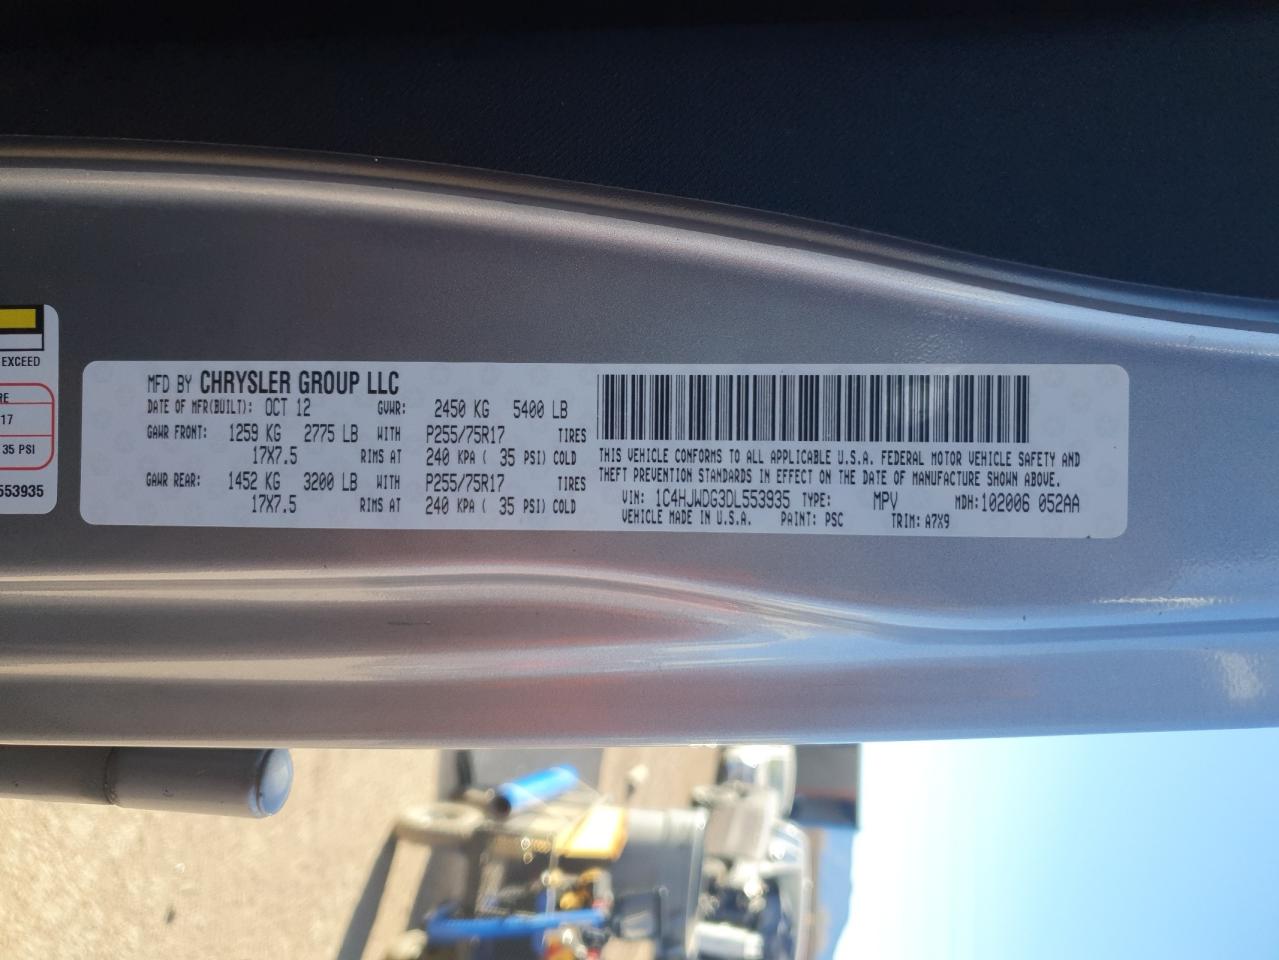 EXCEED
RE
17
35 PSI
553935
MFD BY CHRYSLER GROUP LLC
DATE OF MFR(BUILT): OCT 12 GVWR: 2450 KG 5400 LB
GAWR FRONT: 1259 KG 2775 LB WITH P255/75R17 TIRES
17X7.5 RIMS AT 240 KPA ( 35 PSI) COLD
GAWR REAR: 1452 KG 3200 LB WITH P255/75R17 TIRES
17X7.5 RIMS AT 240 KPA ( 35 PSI) COLD
THIS VEHICLE CONFORMS TO ALL APPLICABLE U.S.A. FEDERAL MOTOR VEHICLE SAFETY AND
THEFT PREVENTION STANDARDS IN EFFECT ON THE DATE OF MANUFACTURE SHOWN ABOVE.
VIN: 1C4HJWDG3DL553935 TYPE: MPV MDH:102006 052AA
VEHICLE MADE IN U.S.A. PAINT: PSC TRIM: A7X9